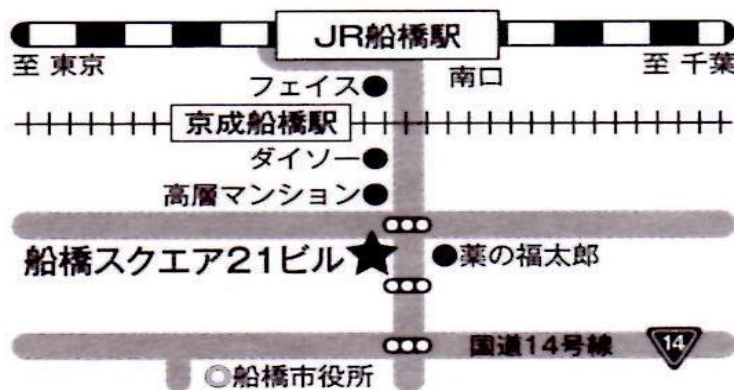 JR船橋駅
至 東京
南口
至 千葉
フェイス
京成船橋駅
ダイソー
高層マンション
船橋スクエア21ビル
薬の福太郎
国道14号線
14
船橋市役所